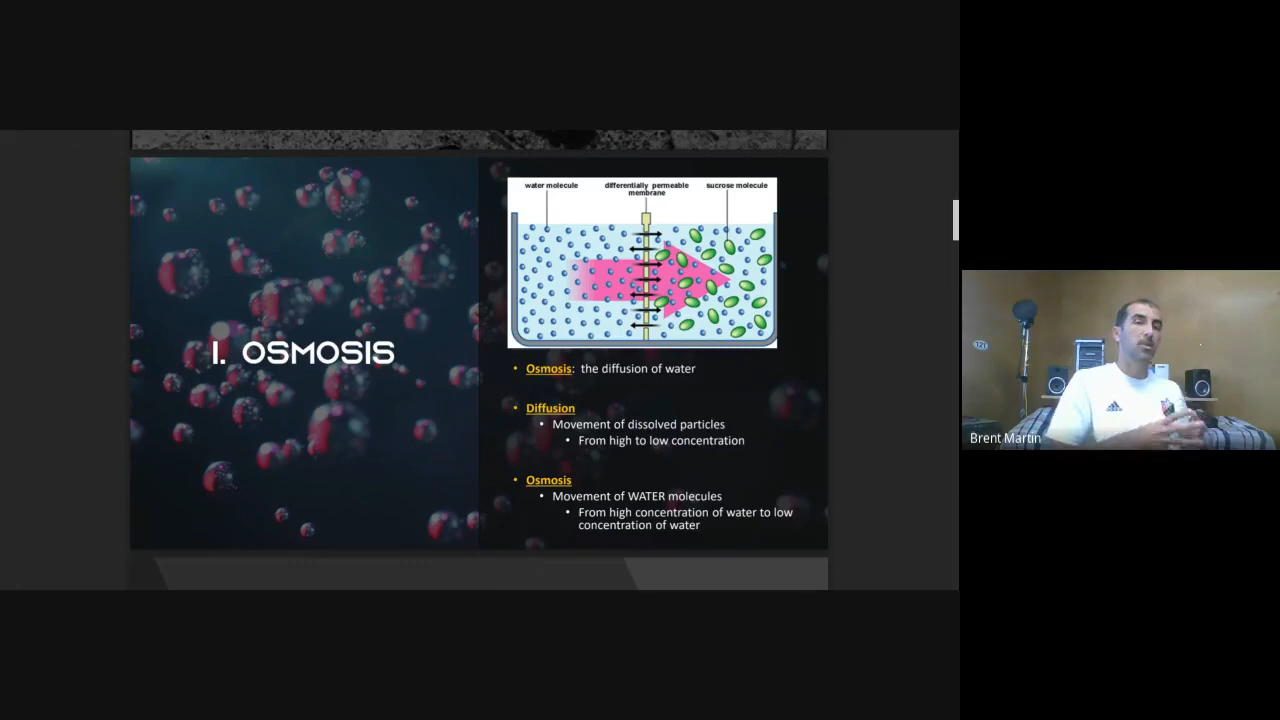 I. OSMOSIS
water molecule
differentially permeable
membrane
sucrose molecule
• Osmosis: the diffusion of water
• Diffusion
• Movement of dissolved particles
• From high to low concentration
• Osmosis
• Movement of WATER molecules
• From high concentration of water to low
concentration of water
121
Brent Martin